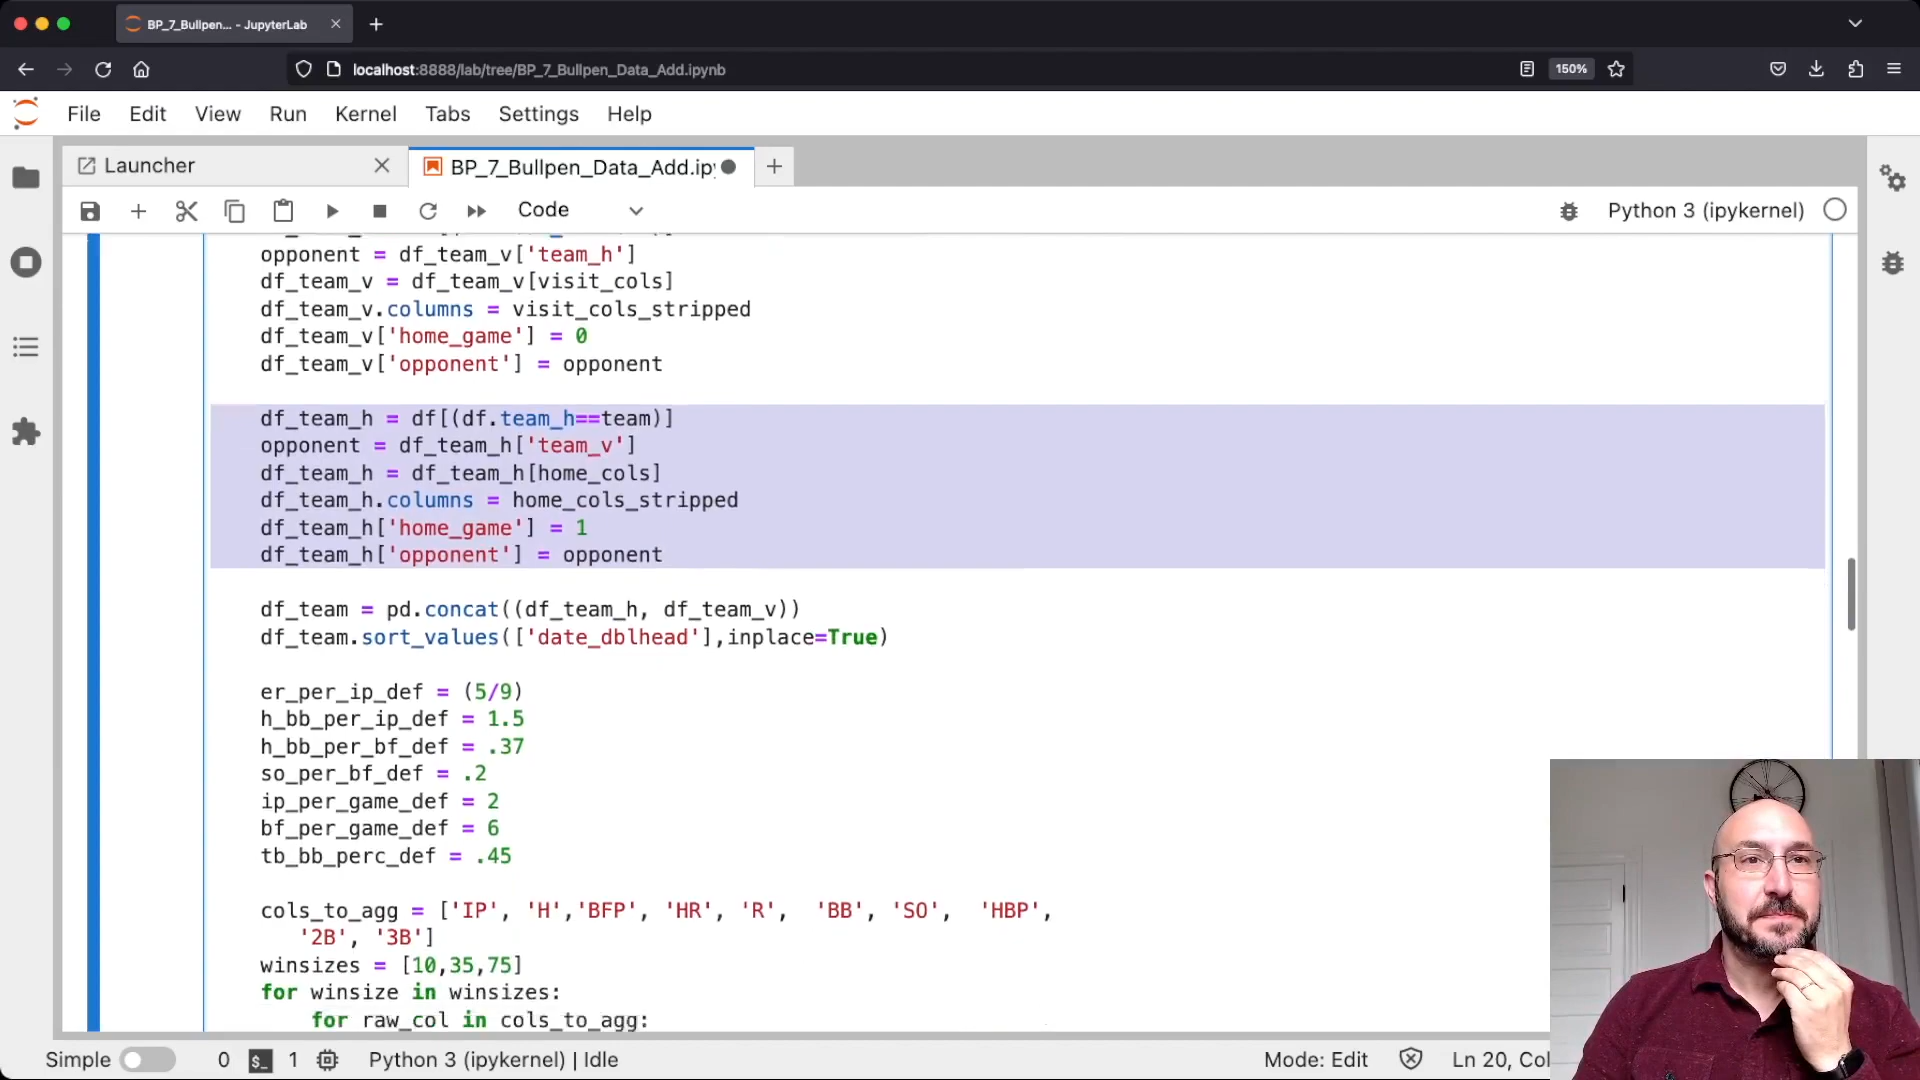 BP_7_Bullpen... - JupyterLab
localhost:8888/lab/tree/BP_7_Bullpen_Data_Add.ipynb
150%
File Edit View Run Kernel Tabs Settings Help
Launcher
BP_7_Bullpen_Data_Add.ipy
Code
Python 3 (ipykernel)
opponent = df_team_v['team_h']
df_team_v = df_team_v[visit_cols]
df_team_v.columns = visit_cols_stripped
df_team_v['home_game'] = 0
df_team_v['opponent'] = opponent
df_team_h = df[(df.team_h==team)]
opponent = df_team_h['team_v']
df_team_h = df_team_h[home_cols]
df_team_h.columns = home_cols_stripped
df_team_h['home_game'] = 1
df_team_h['opponent'] = opponent
df_team = pd.concat((df_team_h, df_team_v))
df_team.sort_values(['date_dblhead'],inplace=True)
er_per_ip_def = (5/9)
h_bb_per_ip_def = 1.5
h_bb_per_bf_def = .37
so_per_bf_def = .2
ip_per_game_def = 2
bf_per_game_def = 6
tb_bb_perc_def = .45
cols_to_agg = ['IP', 'H','BFP', 'HR', 'R', 'BB', 'SO', 'HBP',
'2B', '3B']
winsizes = [10,35,75]
for winsize in winsizes:
for raw_col in cols_to_agg:
Simple 0 $_ 1 Python 3 (ipykernel) | Idle Mode: Edit Ln 20, Col